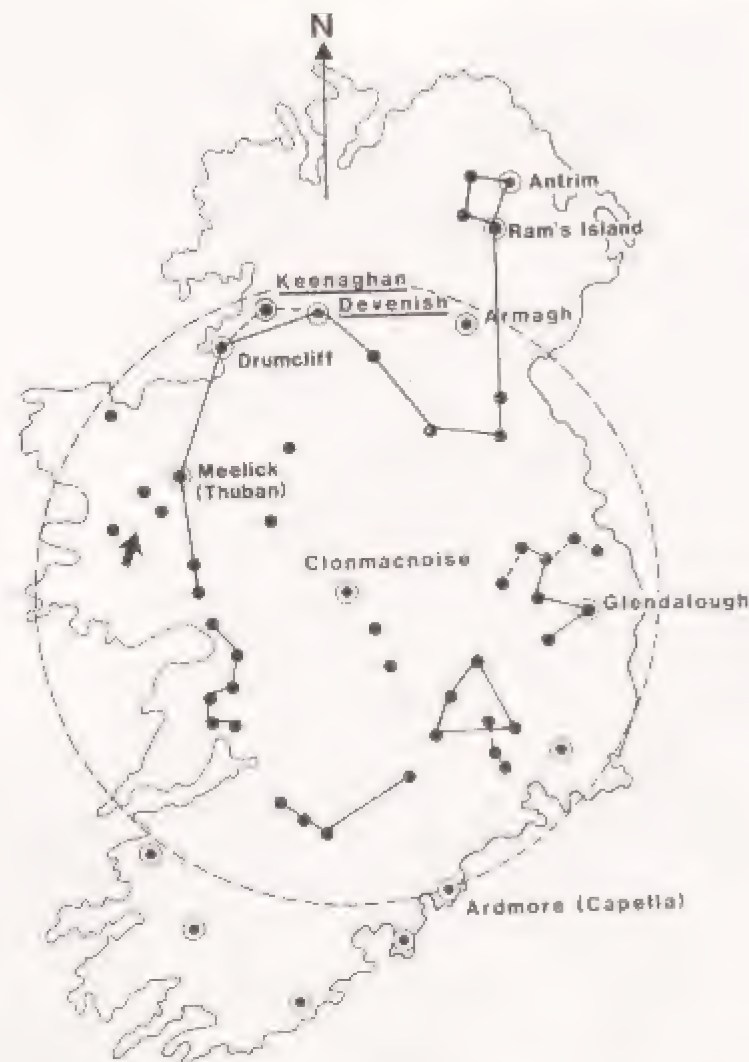 N
Antrim
Ram's Island
Keenaghan
Devenish
Armagh
Drumcliff
Meelick
(Thuban)
Clonmacnoise
Glendalough
Ardmore (Capella)